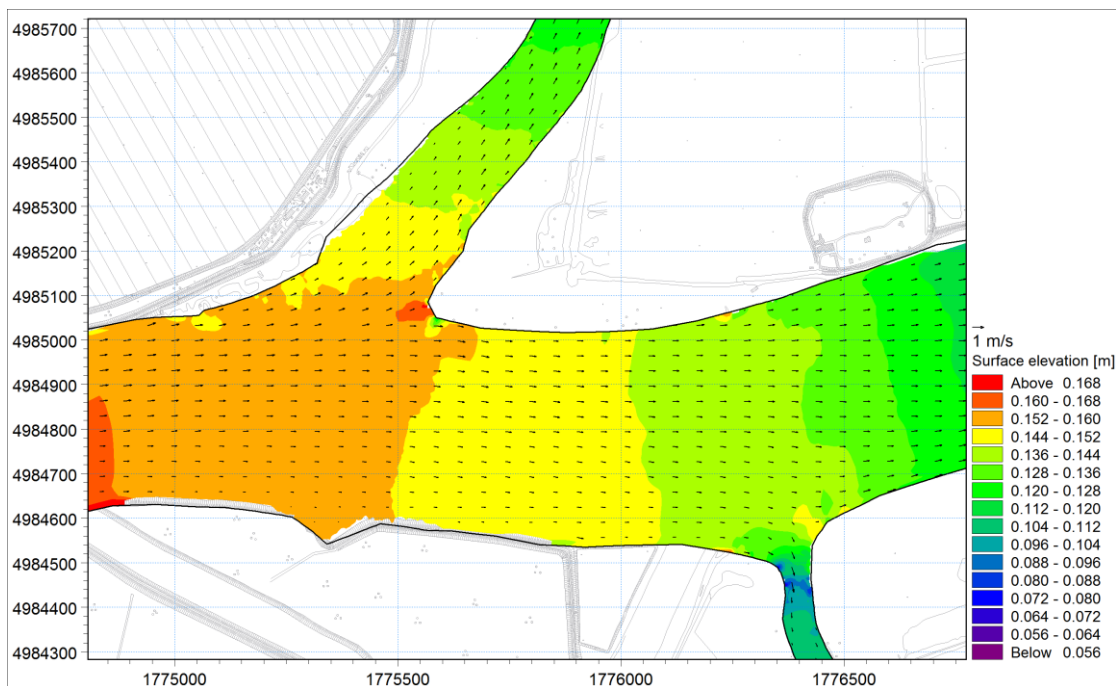 4985700
4985600
4985500
4985400
4985300
4985200
4985100
4985000
4984900
4984800
4984700
4984600
4984500
4984400
4984300
1775000
1775500
1776000
1776500
1 m/s
Surface elevation [m]
Above 0.168
0.160 - 0.168
0.152 - 0.160
0.144 - 0.152
0.136 - 0.144
0.128 - 0.136
0.120 - 0.128
0.112 - 0.120
0.104 - 0.112
0.096 - 0.104
0.088 - 0.096
0.080 - 0.088
0.072 - 0.080
0.064 - 0.072
0.056 - 0.064
Below 0.056